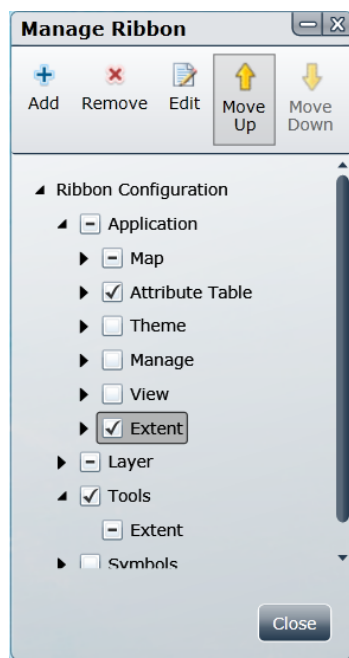 Manage Ribbon
Add Remove Edit Move Up Move Down
Ribbon Configuration
Application
Map
Attribute Table
Theme
Manage
View
Extent
Layer
Tools
Extent
Symbols
Close